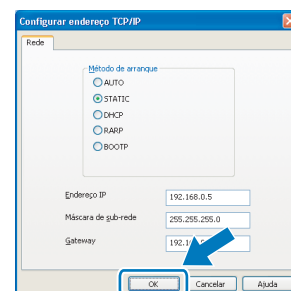 Configurar endereço TCP/IP
Rede
Método de arranque
AUTO
STATIC
DHCP
RARP
BOOTP
Endereço IP 192.168.0.5
Máscara de sub-rede 255.255.255.0
Gateway
OK Cancelar Ajuda